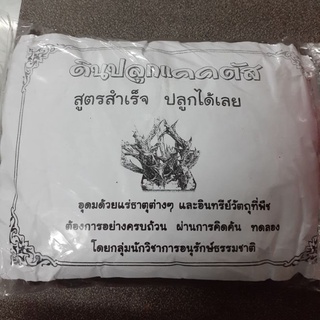 ดินปลูกแคคตัส
สูตรสำเร็จ ปลูกได้เลย
อุดมด้วยแร่ธาตุต่างๆ และอินทรีย์วัตถุที่พืช
ต้องการอย่างครบถ้วน ผ่านการคิดค้น ทดลอง
โดยกลุ่มนักวิชาการอนุรักษ์ธรรมชาติ